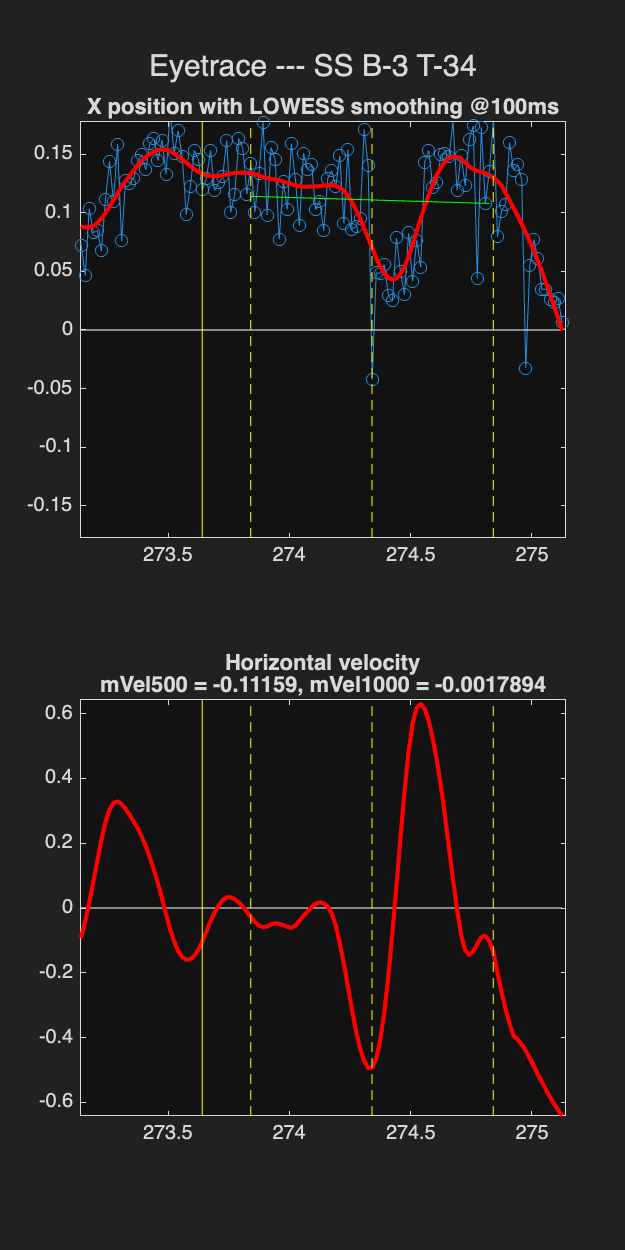 Eyetrace --- SS B-3 T-34
X position with LOWESS smoothing @100ms
0.15
0.1
0.05
0
-0.05
-0.1
-0.15
273.5 274 274.5 275
Horizontal velocity
mVel500 = -0.11159, mVel1000 = -0.0017894
0.6
0.4
0.2
0
-0.2
-0.4
-0.6
273.5 274 274.5 275